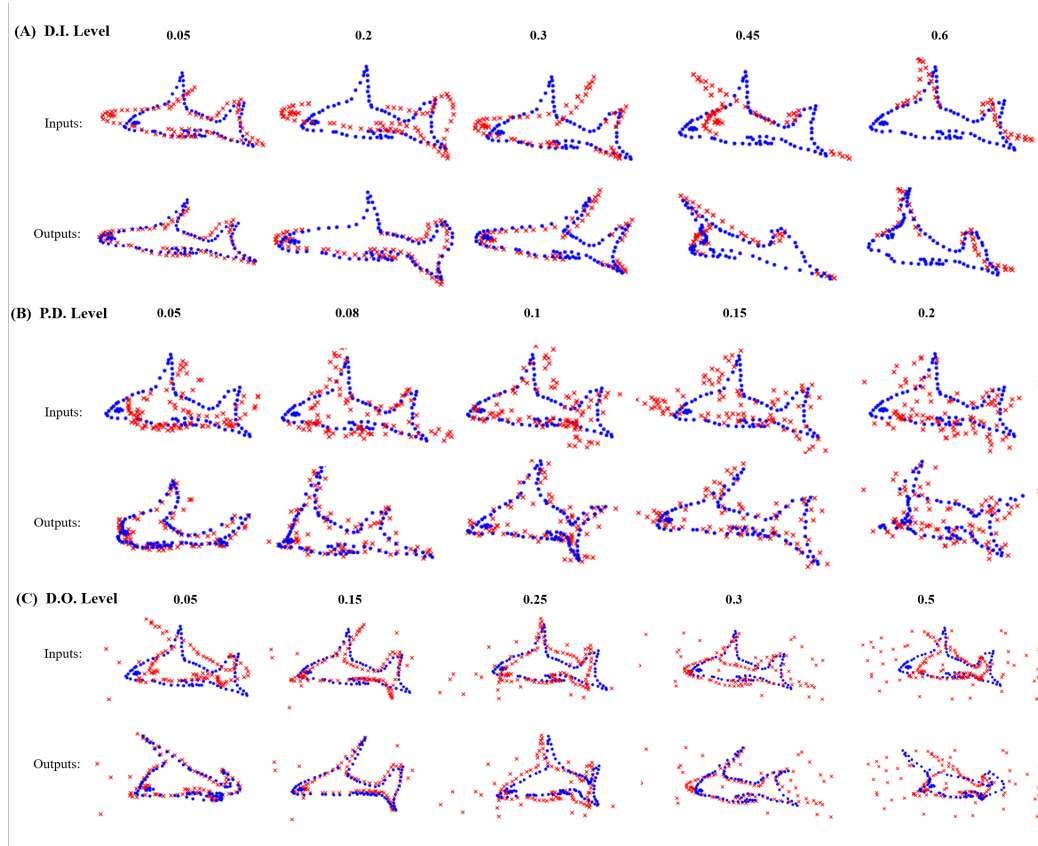 (A) D.I. Level 0.05 0.2 0.3 0.45 0.6
Inputs:
Outputs:
(B) P.D. Level 0.05 0.08 0.1 0.15 0.2
Inputs:
Outputs:
(C) D.O. Level 0.05 0.15 0.25 0.3 0.5
Inputs:
Outputs: